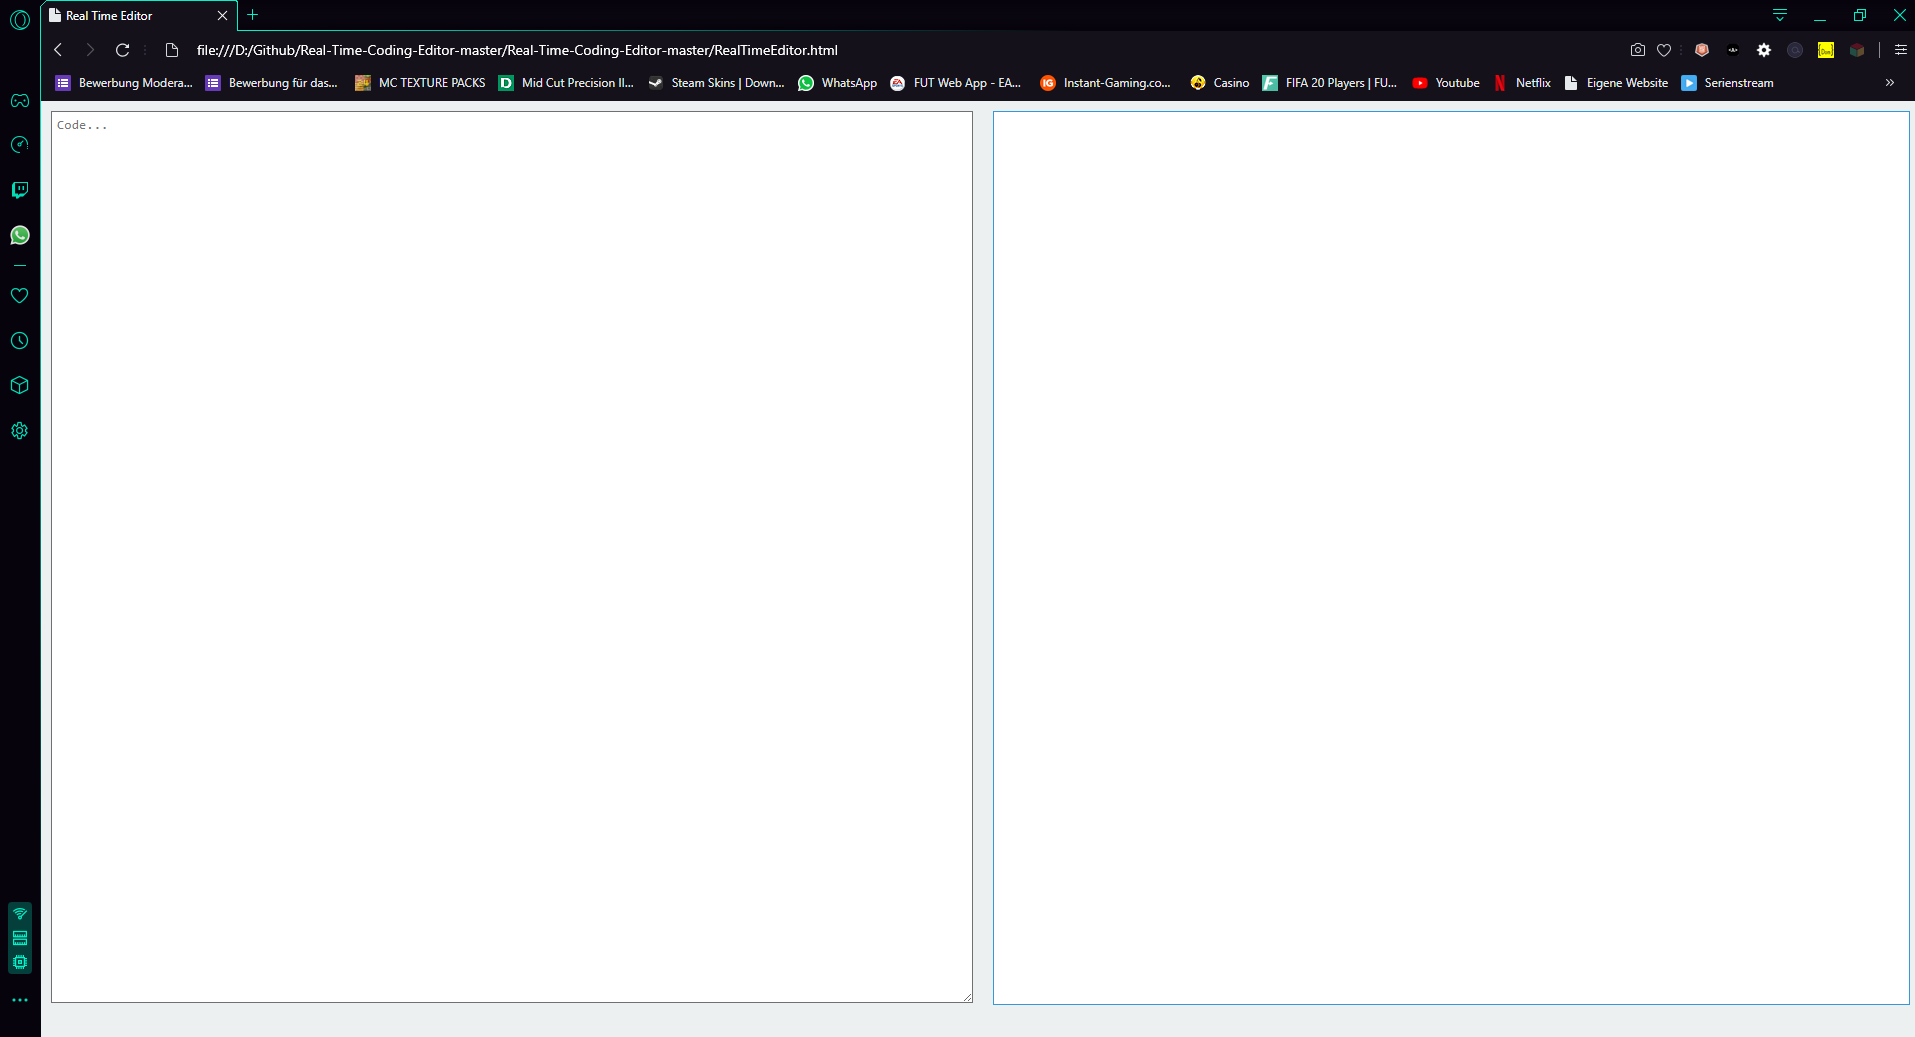 Real Time Editor
file:///D:/Github/Real-Time-Coding-Editor-master/Real-Time-Coding-Editor-master/RealTimeEditor.html
Bewerbung Modera... Bewerbung für das... MC TEXTURE PACKS Mid Cut Precision II... Steam Skins | Down... WhatsApp FUT Web App - EA... Instant-Gaming.co... Casino FIFA 20 Players | FU... Youtube Netflix Eigene Website Serienstream
Code...